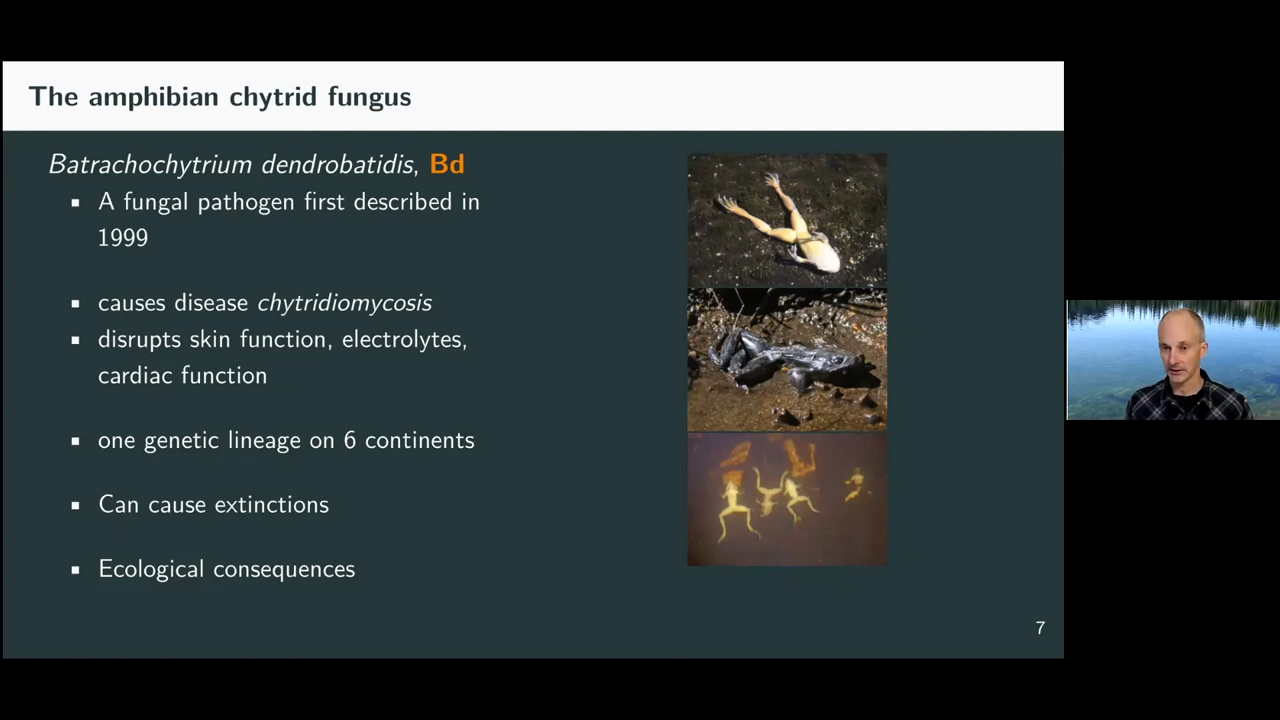 The amphibian chytrid fungus
Batrachochytrium dendrobatidis, Bd
▪ A fungal pathogen first described in
1999
▪ causes disease chytridiomycosis
▪ disrupts skin function, electrolytes,
cardiac function
▪ one genetic lineage on 6 continents
▪ Can cause extinctions
▪ Ecological consequences
7